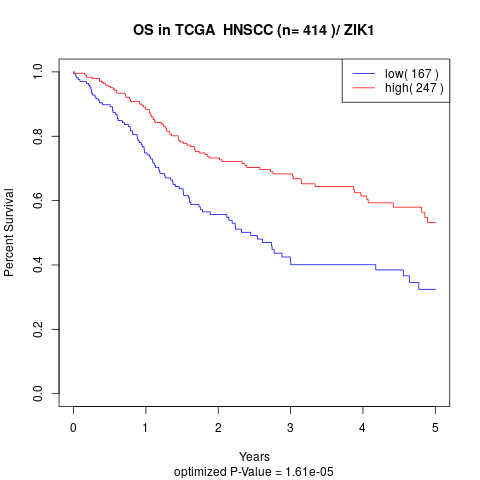 OS in TCGA  HNSCC (n= 414 )/ ZIK1
low( 167 )
high( 247 )
Percent Survival
1.0
0.8
0.6
0.4
0.2
0.0
0 1 2 3 4 5
Years
optimized P-Value = 1.61e-05